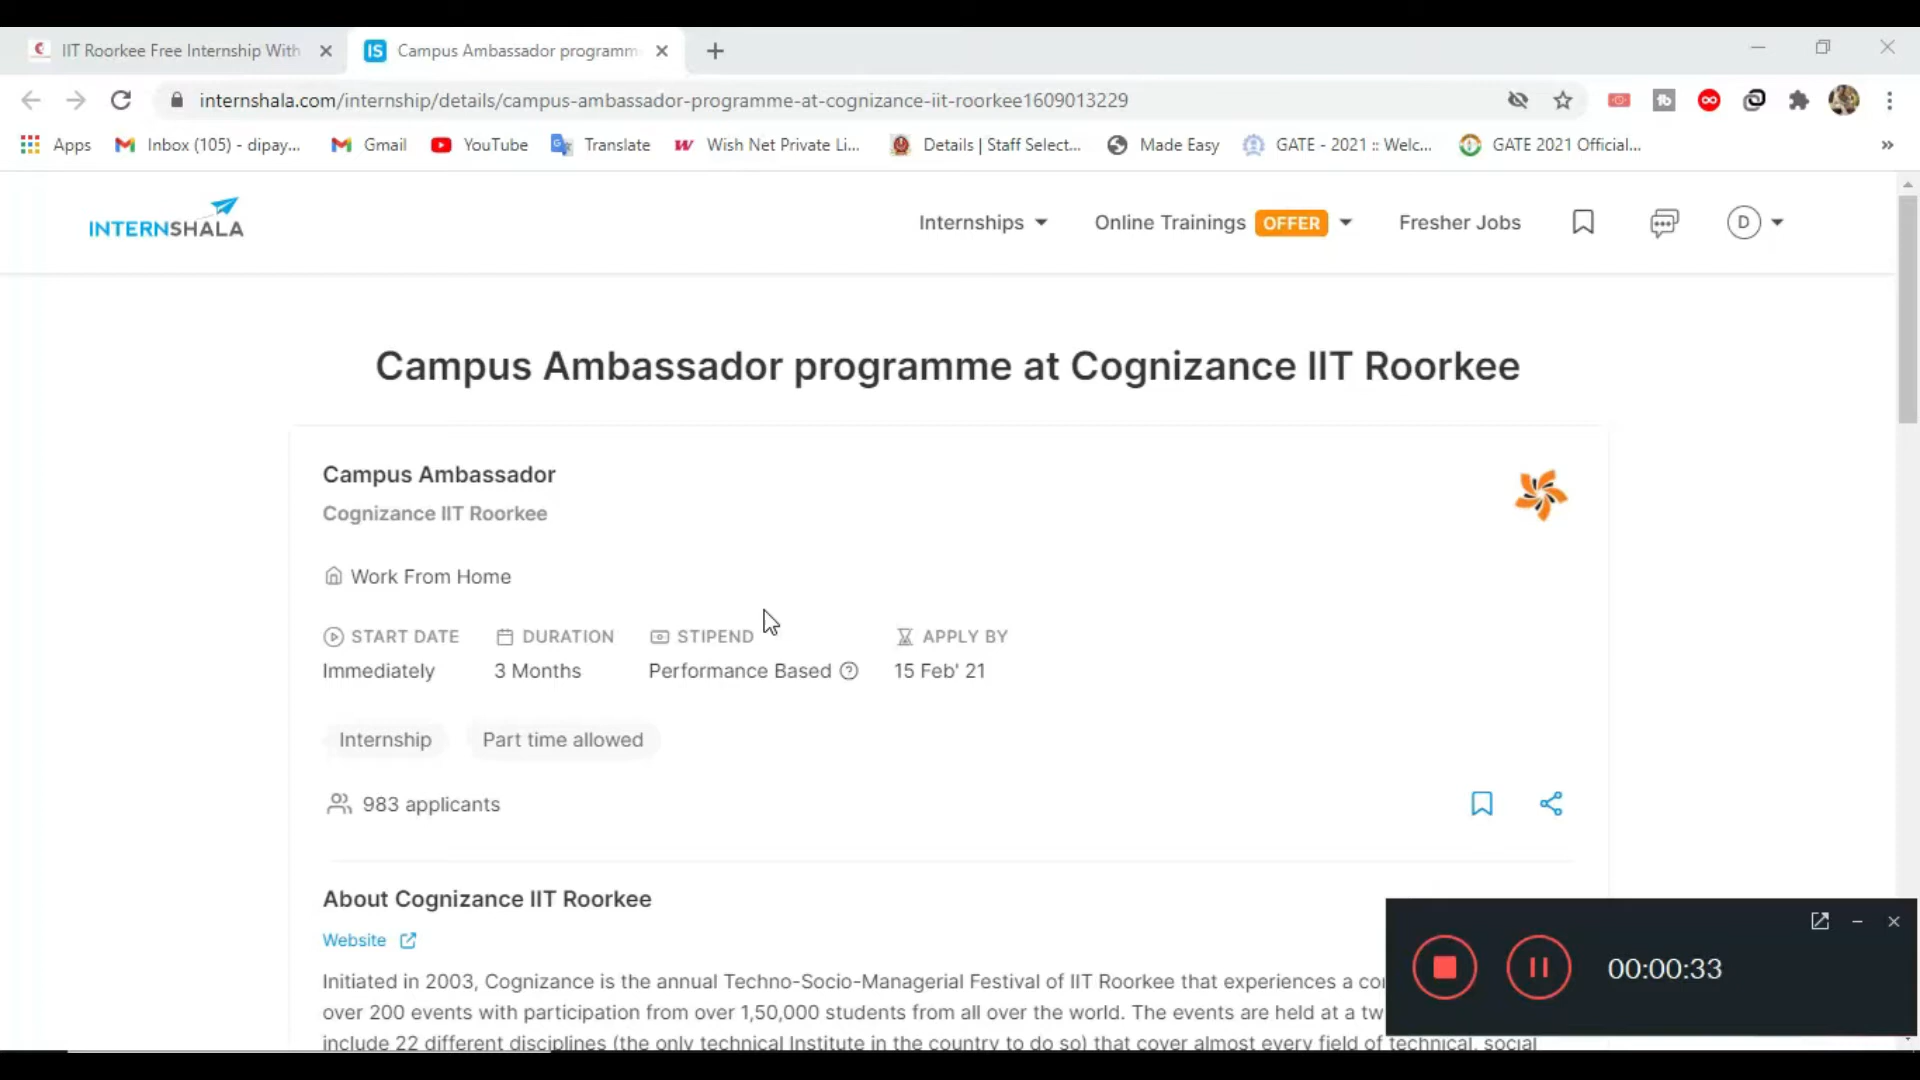 IIT Roorkee Free Internship With
IS Campus Ambassador programm
internshala.com/internship/details/campus-ambassador-programme-at-cognizance-iit-roorkee1609013229
Apps Inbox (105) - dipay... Gmail YouTube Translate Wish Net Private Li... Details | Staff Select... Made Easy GATE - 2021 :: Welc... GATE 2021 Official... »
INTERNSHALA Internships Online Trainings OFFER Fresher Jobs D
Campus Ambassador programme at Cognizance IIT Roorkee
Campus Ambassador
Cognizance IIT Roorkee
Work From Home
START DATE DURATION STIPEND APPLY BY
Immediately 3 Months Performance Based 15 Feb' 21
Internship Part time allowed
983 applicants
About Cognizance IIT Roorkee
Website
Initiated in 2003, Cognizance is the annual Techno-Socio-Managerial Festival of IIT Roorkee that experiences a co
over 200 events with participation from over 1,50,000 students from all over the world. The events are held at a tw
include 22 different disciplines (the only technical Institute in the country to do so) that cover almost every field of technical, social
00:00:33